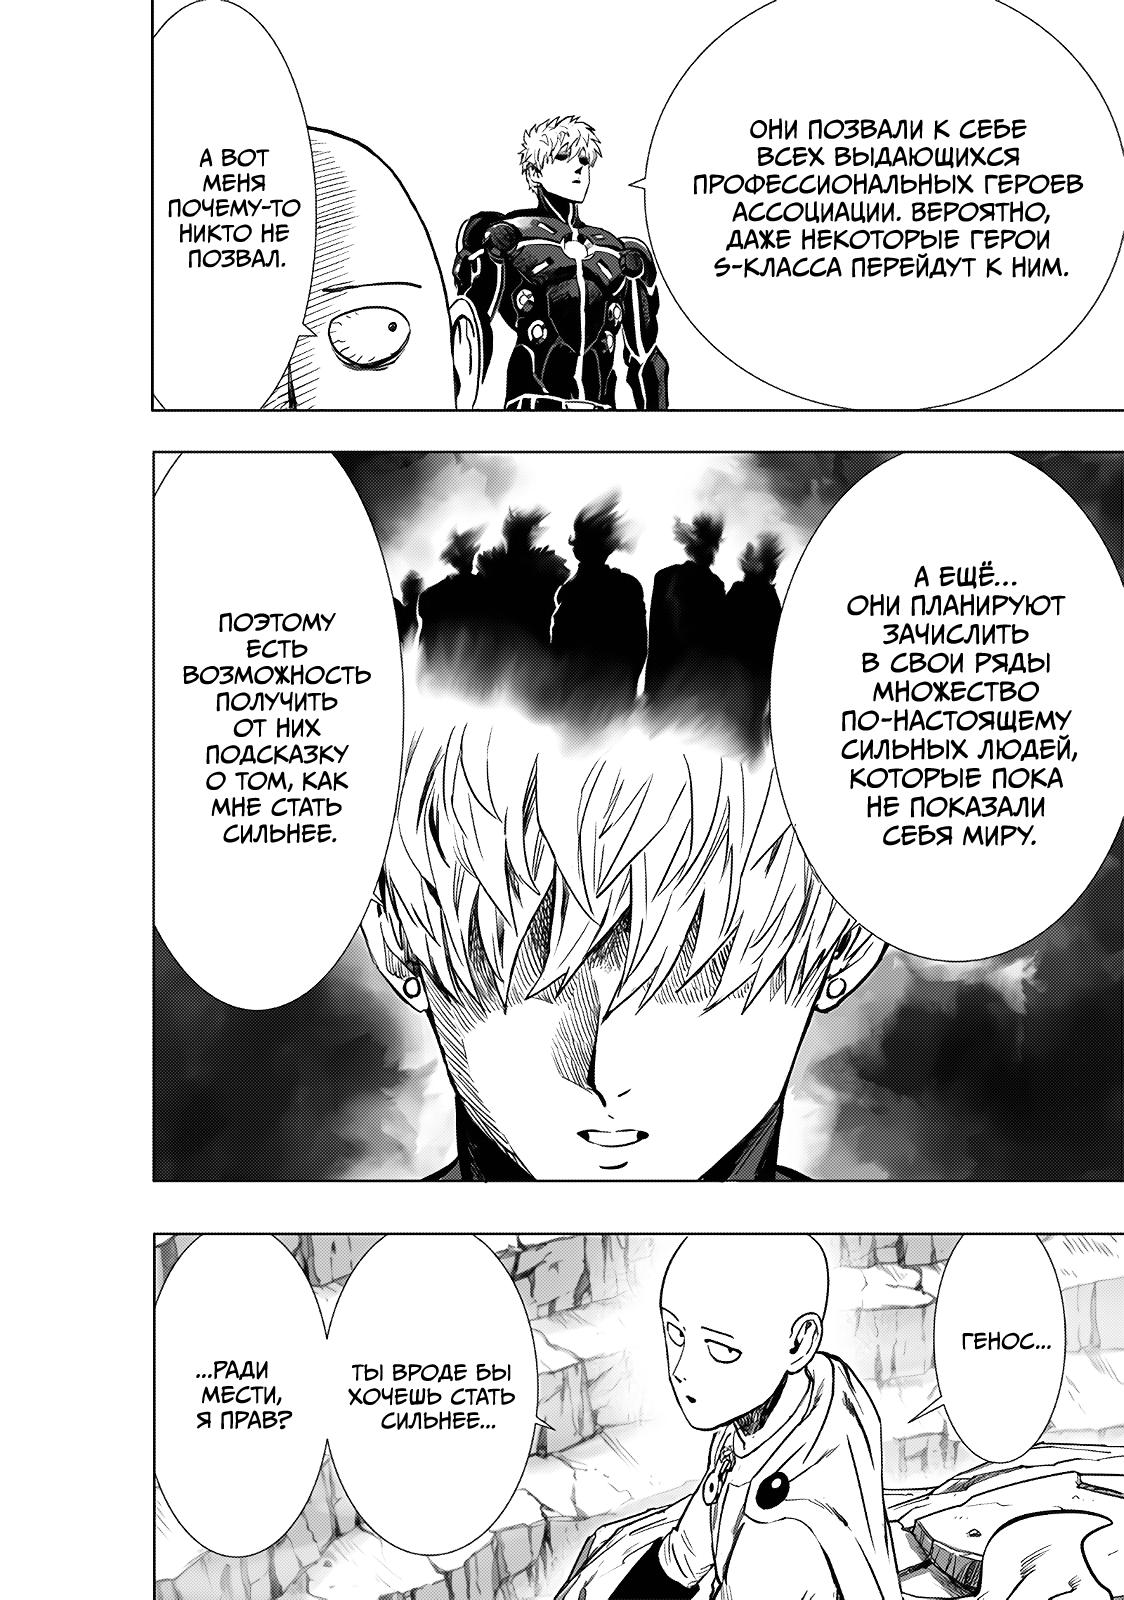 ОНИ ПОЗВАЛИ К СЕБЕ
ВСЕХ ВЫДАЮЩИХСЯ
ПРОФЕССИОНАЛЬНЫХ ГЕРОЕВ
АССОЦИАЦИИ. ВЕРОЯТНО,
ДАЖЕ НЕКОТОРЫЕ ГЕРОИ
S-КЛАССА ПЕРЕЙДУТ К НИМ.
А ВОТ
МЕНЯ
ПОЧЕМУ-ТО
НИКТО НЕ
ПОЗВАЛ.
А ЕЩЁ...
ОНИ ПЛАНИРУЮТ
ЗАЧИСЛИТЬ
В СВОИ РЯДЫ
МНОЖЕСТВО
ПО-НАСТОЯЩЕМУ
СИЛЬНЫХ ЛЮДЕЙ,
КОТОРЫЕ ПОКА
НЕ ПОКАЗАЛИ
СЕБЯ МИРУ.
ПОЭТОМУ
ЕСТЬ
ВОЗМОЖНОСТЬ
ПОЛУЧИТЬ
ОТ НИХ
ПОДСКАЗКУ
О ТОМ, КАК
МНЕ СТАТЬ
СИЛЬНЕЕ.
ГЕНОС...
ТЫ ВРОДЕ БЫ
ХОЧЕШЬ СТАТЬ
СИЛЬНЕЕ...
...РАДИ
МЕСТИ,
Я ПРАВ?